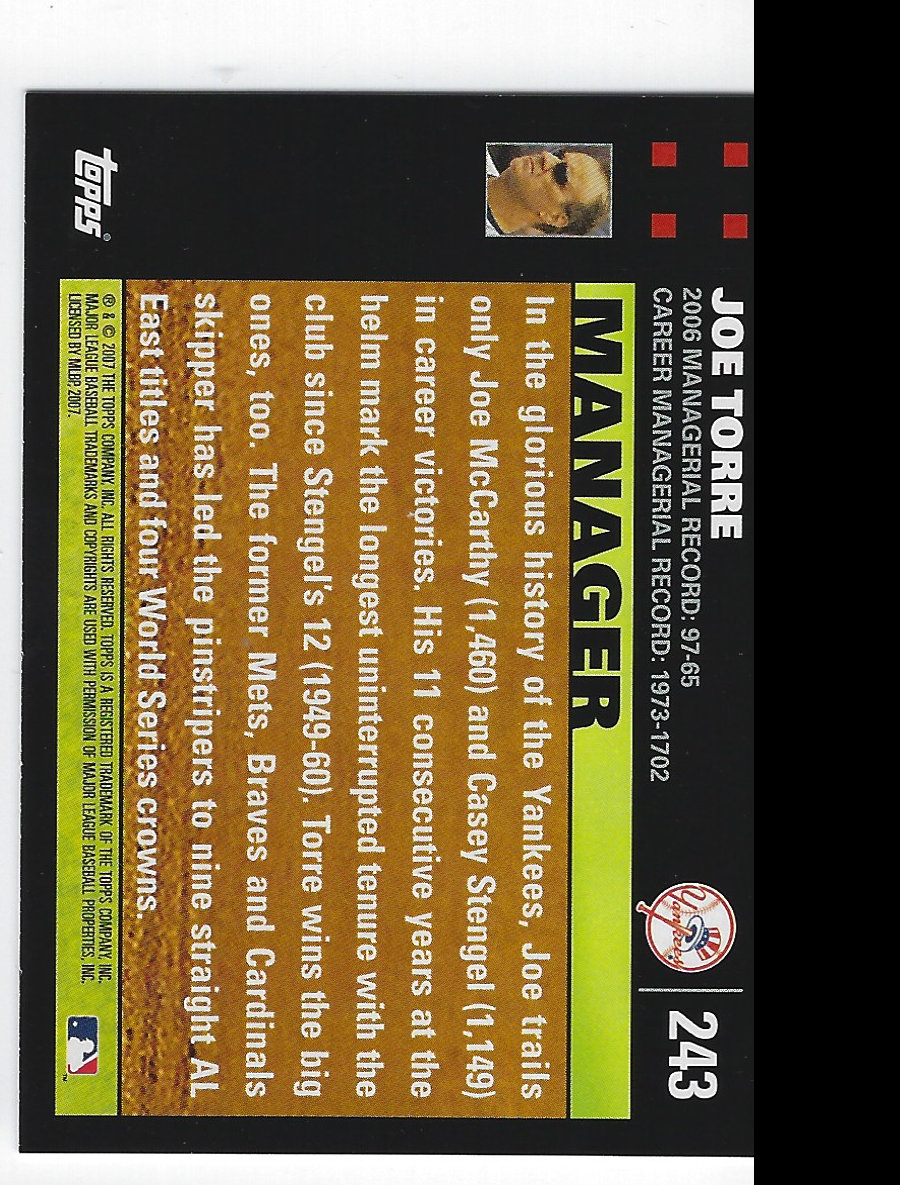 JOE TORRE
2006 MANAGERIAL RECORD: 97-65
CAREER MANAGERIAL RECORD: 1973-1702
Yankees
243
MANAGER
In the glorious history of the Yankees, Joe trails
only Joe McCarthy (1,460) and Casey Stengel (1,149)
in career victories. His 11 consecutive years at the
helm mark the longest uninterrupted tenure with the
club since Stengel's 12 (1949-60). Torre wins the big
ones, too. The former Mets, Braves and Cardinals
skipper has led the pinstripers to nine straight AL
East titles and four World Series crowns.
® & © 2007 THE TOPPS COMPANY, INC. ALL RIGHTS RESERVED. TOPPS IS A REGISTERED TRADEMARK OF THE TOPPS COMPANY, INC.
MAJOR LEAGUE BASEBALL TRADEMARKS AND COPYRIGHTS ARE USED WITH PERMISSION OF MAJOR LEAGUE BASEBALL PROPERTIES, INC.
LICENSED BY MLBP, 2007.
topps®
™